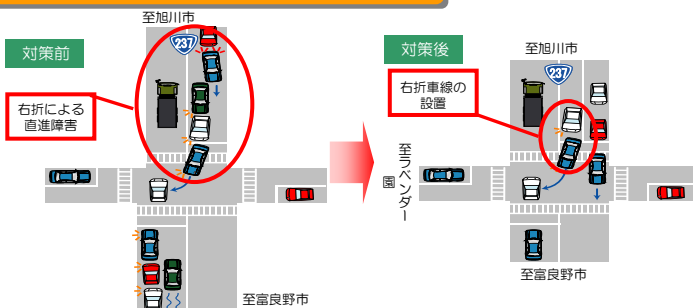 至旭川市
対策前
237
右折による
直進障害
至富良野市
対策後
至旭川市
237
右折車線の
設置
至ラベンダー
園
至富良野市